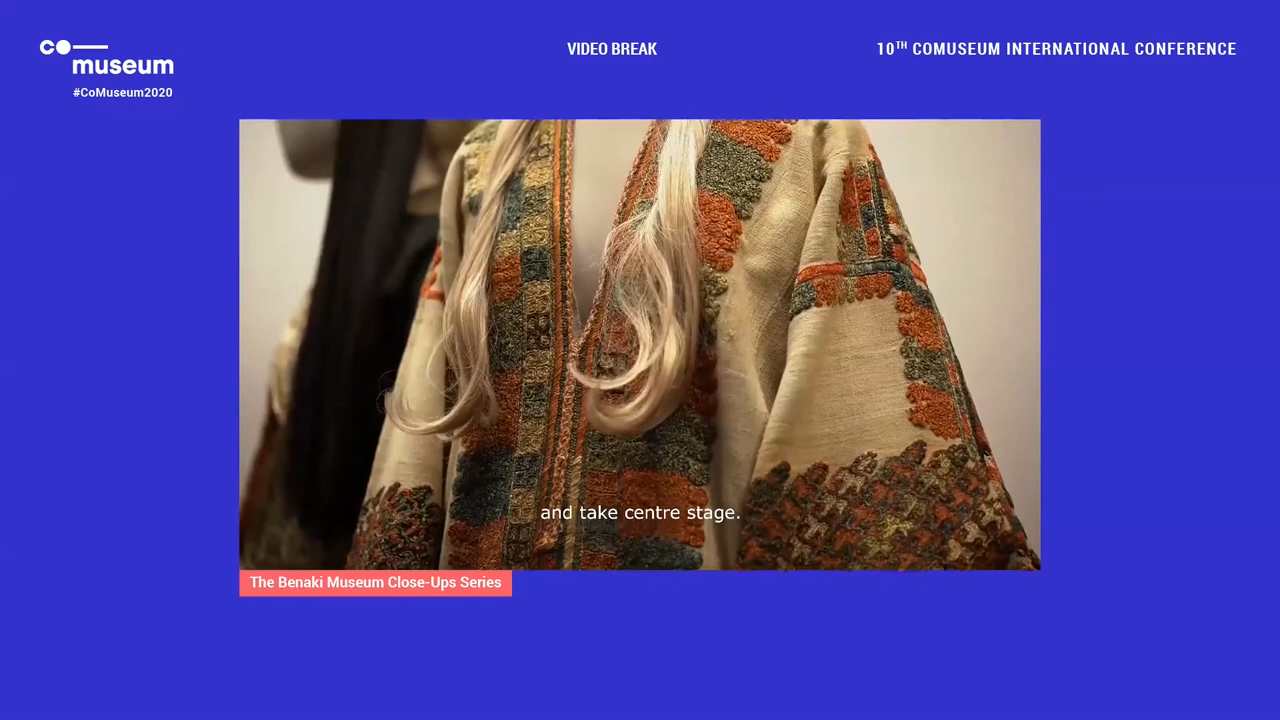 co
museum
#CoMuseum2020
VIDEO BREAK
10TH COMUSEUM INTERNATIONAL CONFERENCE
and take centre stage.
The Benaki Museum Close-Ups Series